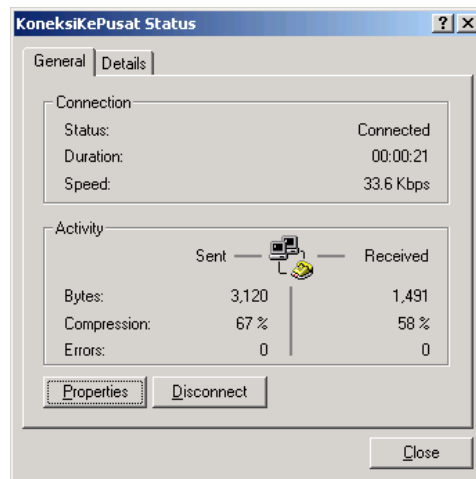 KoneksiKePusat Status
General Details
Connection
Status: Connected
Duration: 00:00:21
Speed: 33.6 Kbps
Activity
Sent Received
Bytes: 3,120 1,491
Compression: 67 % 58 %
Errors: 0 0
Properties Disconnect
Close